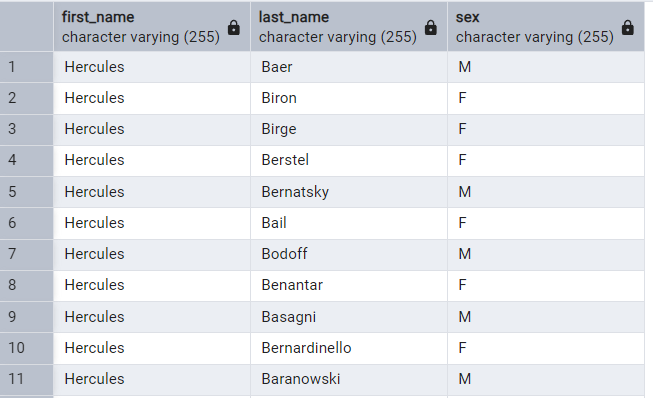 first_name last_name sex
character varying (255) character varying (255) character varying (255)
1 Hercules Baer M
2 Hercules Biron F
3 Hercules Birge F
4 Hercules Berstel F
5 Hercules Bernatsky M
6 Hercules Bail F
7 Hercules Bodoff M
8 Hercules Benantar F
9 Hercules Basagni M
10 Hercules Bernardinello F
11 Hercules Baranowski M